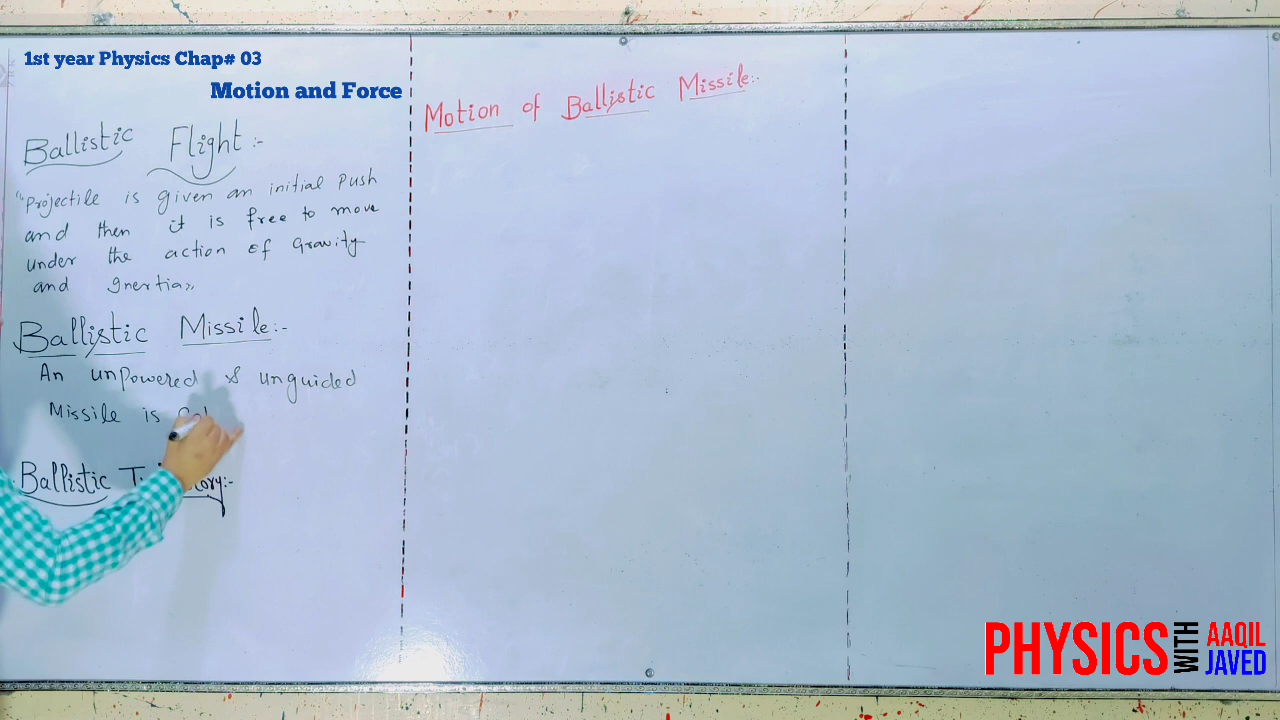 1st year Physics Chap# 03
Motion and Force
Ballistic Flight :-
"Projectile is given an initial Push
and then it is free to move
under the action of Gravity
and Inertia"
Ballistic Missile:-
An unpowered & unguided
Missile is
Ballistic
Motion of Ballistic Missile:-
PHYSICS WITH AAQIL JAVED